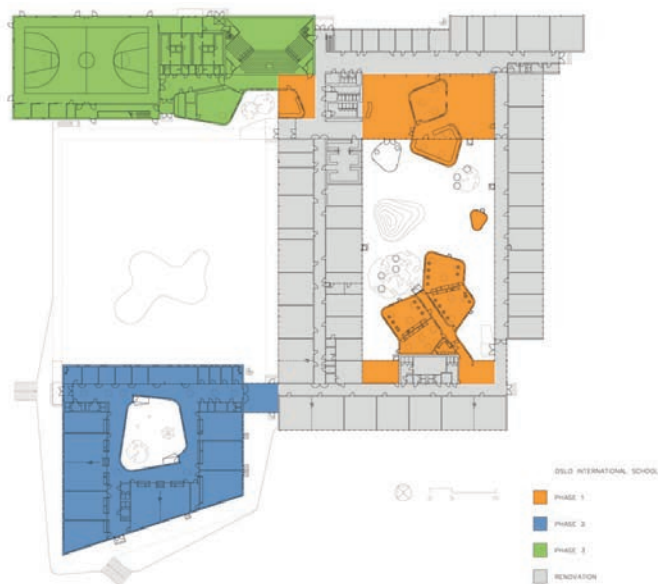 OSLO INTERNATIONAL SCHOOL
PHASE 1
PHASE 2
PHASE 3
RENOVATION